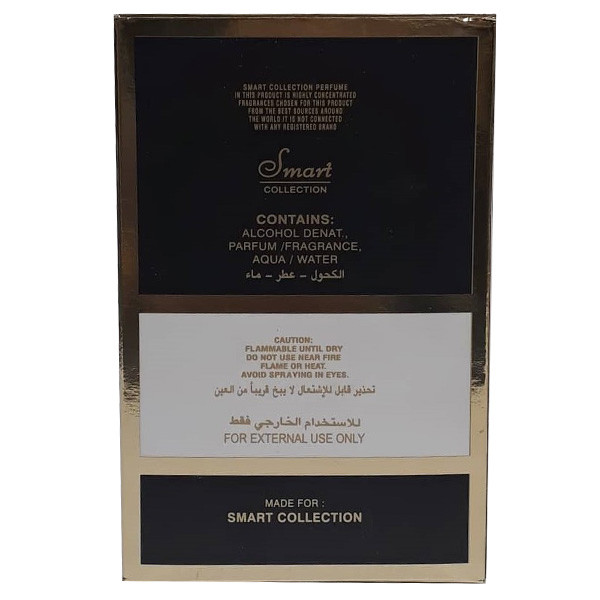 SMART COLLECTION PERFUME
IN THIS PRODUCT IS HIGHLY CONCENTRATED
FRAGRANCES CHOSEN FOR THIS PRODUCT
FROM THE BEST SOURCES AROUND
THE WORLD IT IS NOT CONNECTED
WITH ANY REGISTERED BRAND
Smart
COLLECTION
CONTAINS:
ALCOHOL DENAT.,
PARFUM /FRAGRANCE,
AQUA / WATER
الكحول – عطر – ماء
CAUTION:
FLAMMABLE UNTIL DRY
DO NOT USE NEAR FIRE
FLAME OR HEAT.
AVOID SPRAYING IN EYES.
تحذير قابل للإشتعال لا يبخ قريباً من العين
للاستخدام الخارجي فقط
FOR EXTERNAL USE ONLY
MADE FOR :
SMART COLLECTION